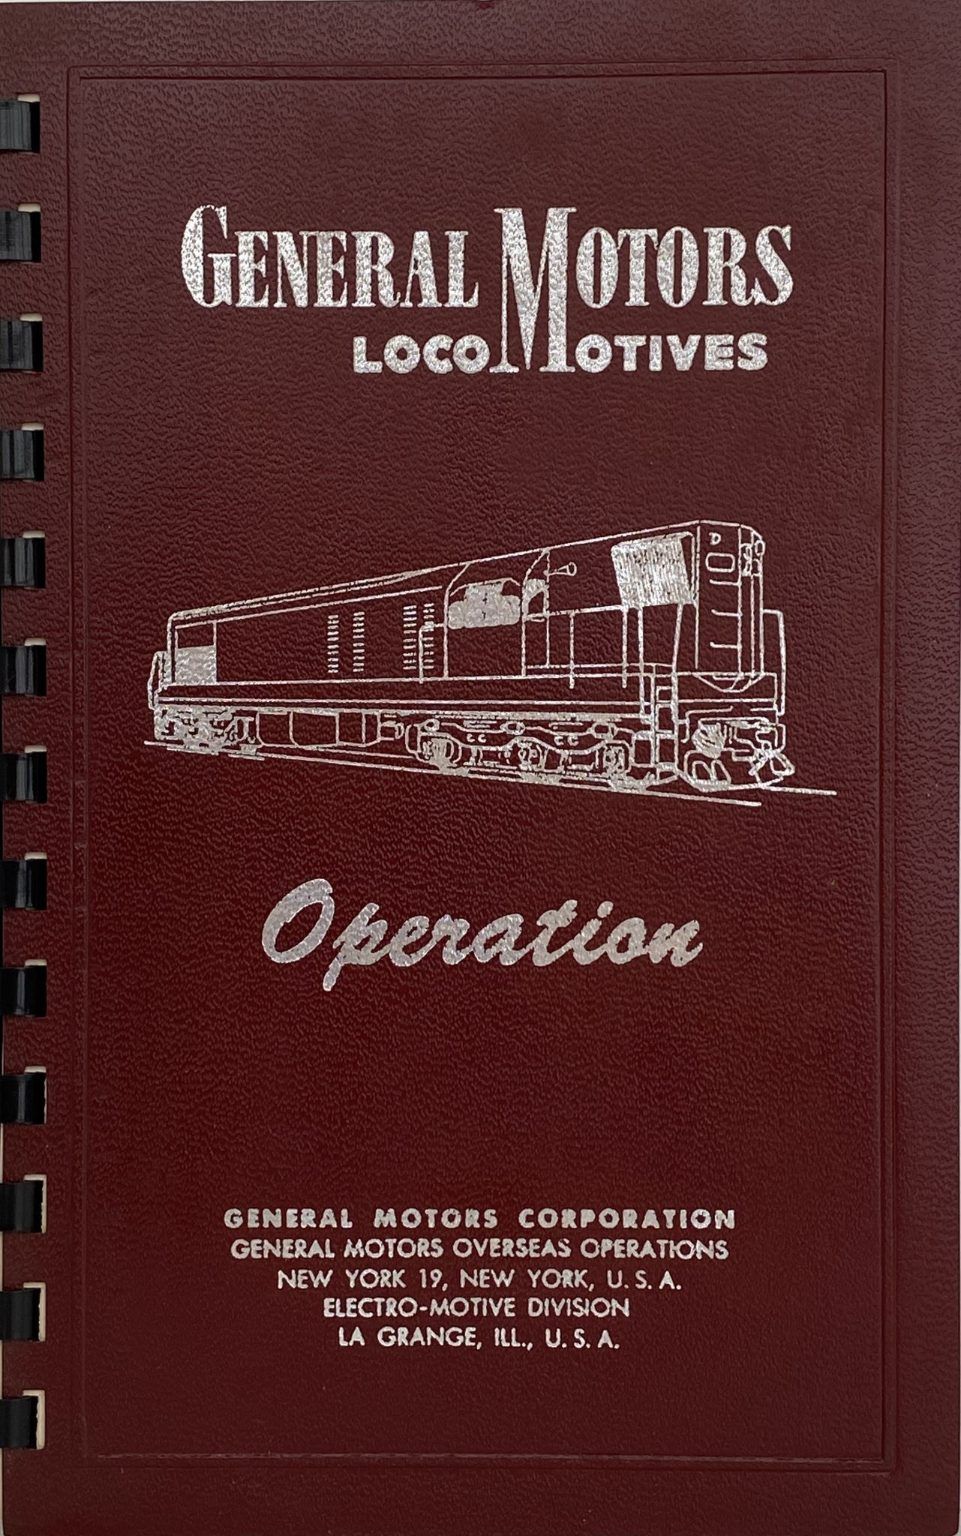 GENERAL MOTORS
LOCOMOTIVES
Operation
GENERAL MOTORS CORPORATION
GENERAL MOTORS OVERSEAS OPERATIONS
NEW YORK 19, NEW YORK, U. S. A.
ELECTRO-MOTIVE DIVISION
LA GRANGE, ILL., U. S. A.